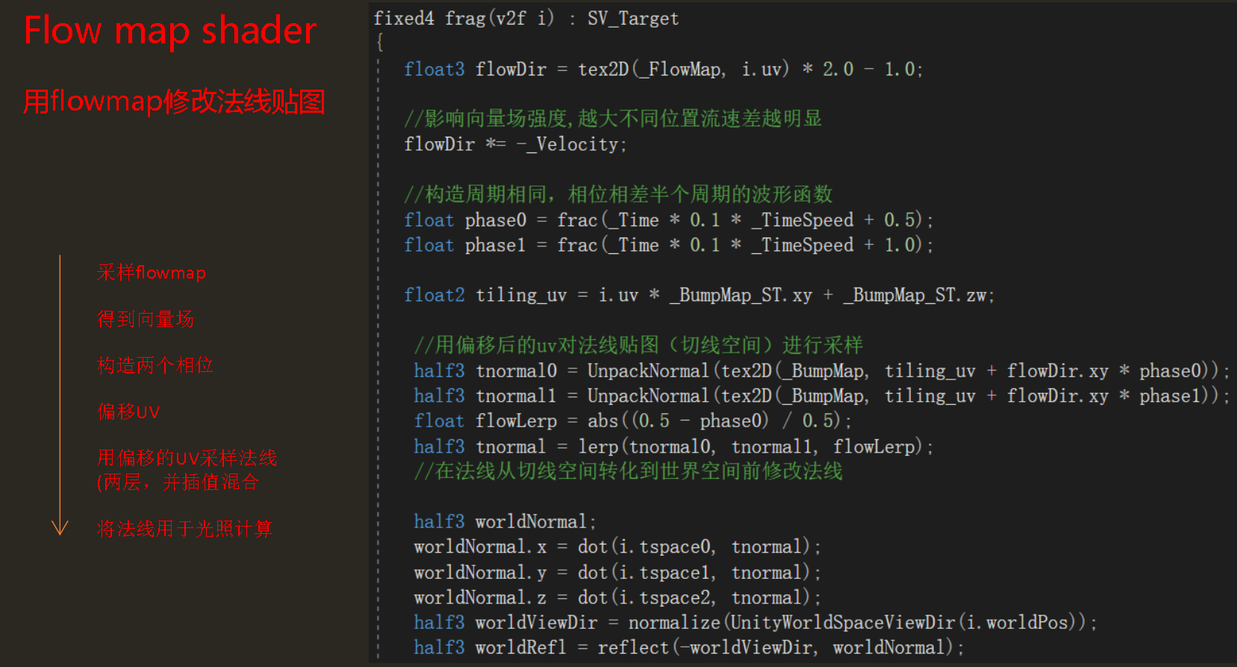 Flow map shader
用flowmap修改法线贴图
采样flowmap
得到向量场
构造两个相位
偏移UV
用偏移的UV采样法线
(两层，并插值混合
将法线用于光照计算
fixed4 frag(v2f i) : SV_Target
{
float3 flowDir = tex2D(_FlowMap, i.uv) * 2.0 - 1.0;
//影响向量场强度,越大不同位置流速差越明显
flowDir *= -_Velocity;
//构造周期相同，相位相差半个周期的波形函数
float phase0 = frac(_Time * 0.1 * _TimeSpeed + 0.5);
float phase1 = frac(_Time * 0.1 * _TimeSpeed + 1.0);
float2 tiling_uv = i.uv * _BumpMap_ST.xy + _BumpMap_ST.zw;
//用偏移后的uv对法线贴图（切线空间）进行采样
half3 tnormal0 = UnpackNormal(tex2D(_BumpMap, tiling_uv + flowDir.xy * phase0));
half3 tnormal1 = UnpackNormal(tex2D(_BumpMap, tiling_uv + flowDir.xy * phase1));
float flowLerp = abs((0.5 - phase0) / 0.5);
half3 tnormal = lerp(tnormal0, tnormal1, flowLerp);
//在法线从切线空间转化到世界空间前修改法线
half3 worldNormal;
worldNormal.x = dot(i.tspace0, tnormal);
worldNormal.y = dot(i.tspace1, tnormal);
worldNormal.z = dot(i.tspace2, tnormal);
half3 worldViewDir = normalize(UnityWorldSpaceViewDir(i.worldPos));
half3 worldRefl = reflect(-worldViewDir, worldNormal);